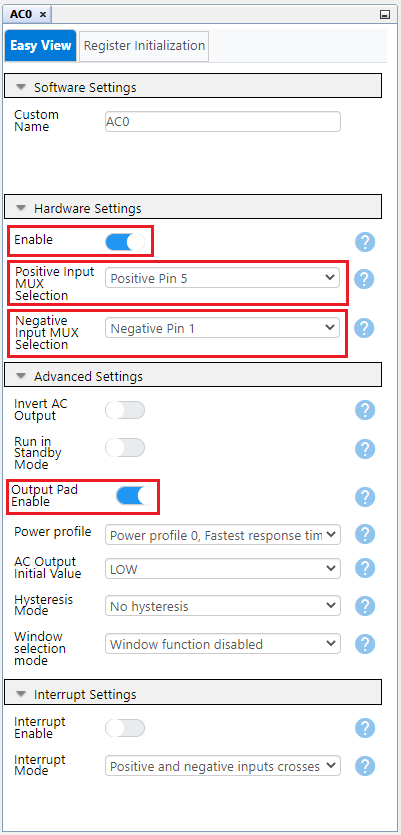 AC0 ×
Easy View Register Initialization
Software Settings
Custom
Name
AC0
Hardware Settings
Enable
?
Positive Input
MUX
Selection
Positive Pin 5
?
Negative
Input MUX
Selection
Negative Pin 1
?
Advanced Settings
Invert AC
Output
?
Run in
Standby
Mode
?
Output Pad
Enable
?
Power profile
Power profile 0, Fastest response tim
?
AC Output
Initial Value
LOW
?
Hysteresis
Mode
No hysteresis
?
Window
selection
mode
Window function disabled
?
Interrupt Settings
Interrupt
Enable
?
Interrupt
Mode
Positive and negative inputs crosses
?